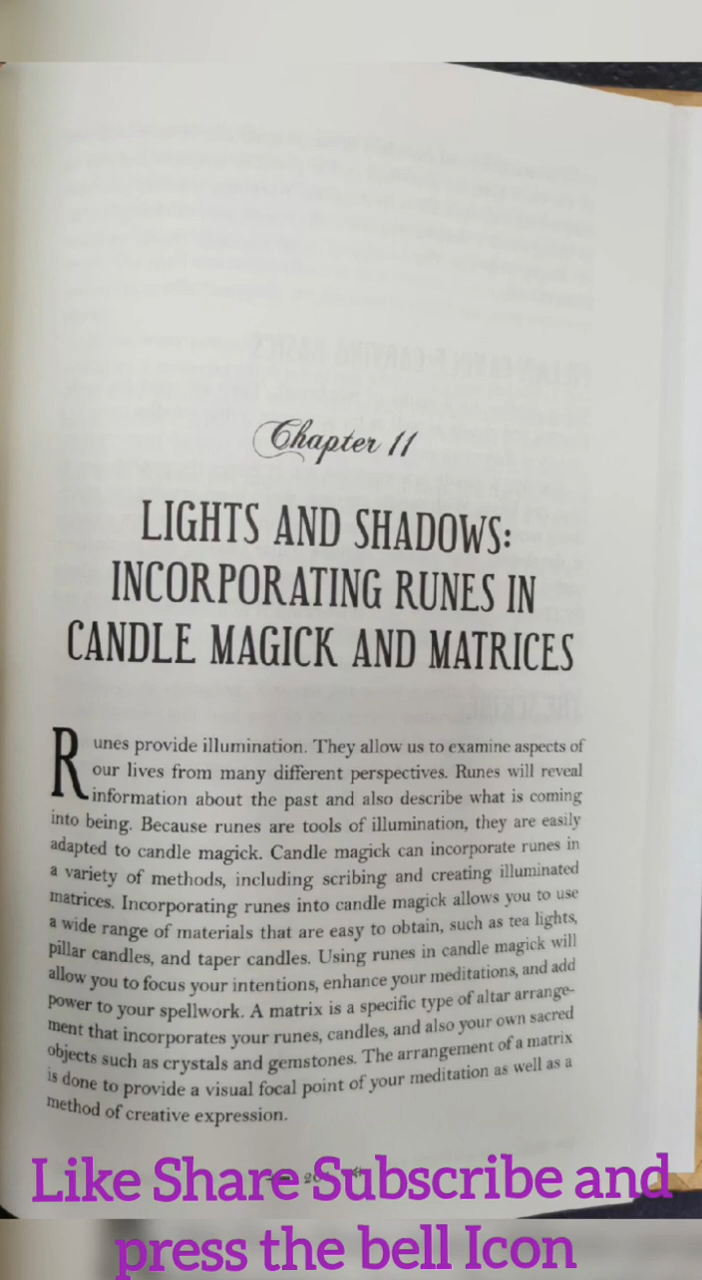 Chapter 11
LIGHTS AND SHADOWS:
INCORPORATING RUNES IN
CANDLE MAGICK AND MATRICES
Runes provide illumination. They allow us to examine aspects of
our lives from many different perspectives. Runes will reveal
information about the past and also describe what is coming
into being. Because runes are tools of illumination, they are easily
adapted to candle magick. Candle magick can incorporate runes in
a variety of methods, including scribing and creating illuminated
matrices. Incorporating runes into candle magick allows you to use
a wide range of materials that are easy to obtain, such as tea lights,
pillar candles, and taper candles. Using runes in candle magick will
allow you to focus your intentions, enhance your meditations, and add
power to your spellwork. A matrix is a specific type of altar arrange-
ment that incorporates your runes, candles, and also your own sacred
objects such as crystals and gemstones. The arrangement of a matrix
is done to provide a visual focal point of your meditation as well as a
method of creative expression.
Like Share Subscribe and
press the bell Icon